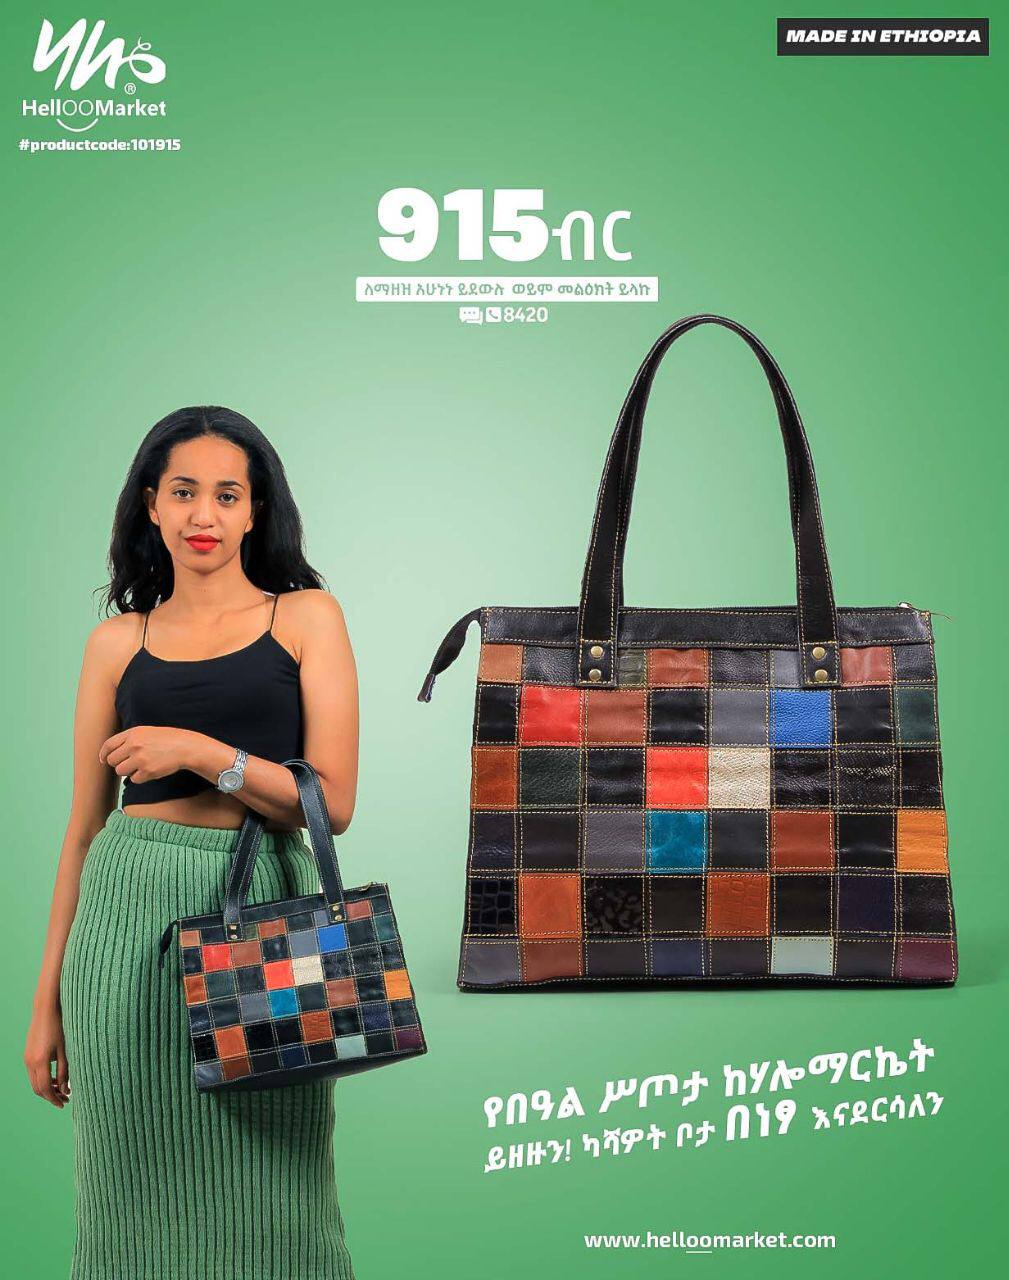 ሃሎ®
HellOOMarket
#productcode:101915
MADE IN ETHIOPIA
915ብር
ለማዘዝ አሁኑኑ ይደውሉ ወይም መልዕክት ይላኩ
8420
የበዓል ሥጦታ ከሃሎማርኬት
ይዘዙን! ካሻዎት ቦታ በነፃ እናደርሳለን
www.helloomarket.com